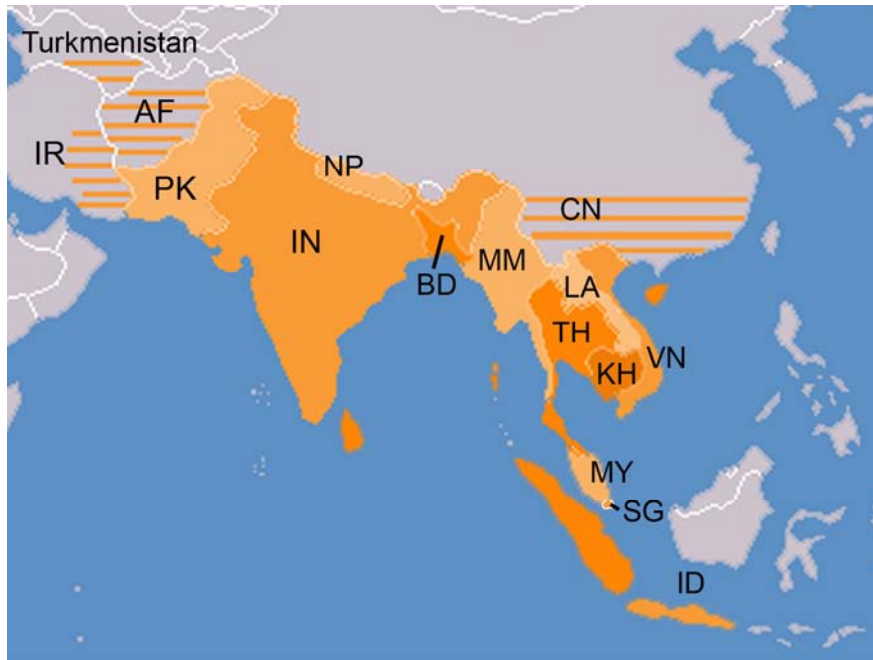 Turkmenistan
AF
IR
PK
NP
IN
BD
MM
CN
LA
TH
VN
KH
MY
SG
ID